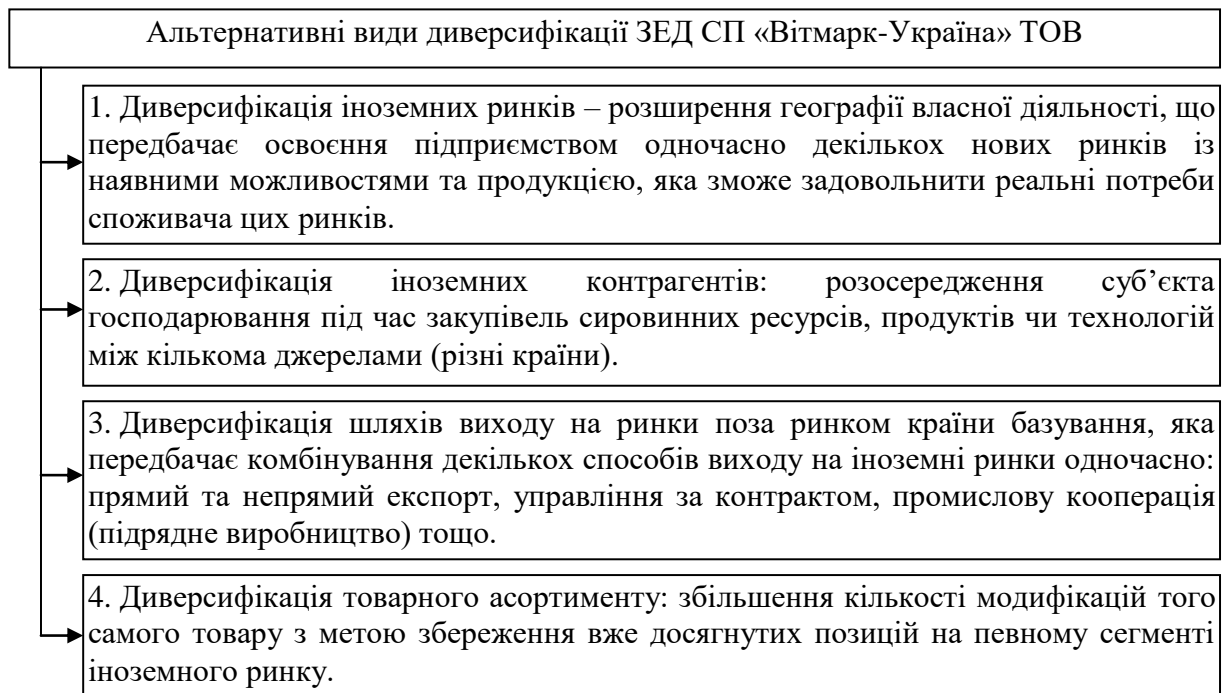 Альтернативні види диверсифікації ЗЕД СП «Вітмарк-Україна» ТОВ
1. Диверсифікація іноземних ринків – розширення географії власної діяльності, що
передбачає освоєння підприємством одночасно декількох нових ринків із
наявними можливостями та продукцією, яка зможе задовольнити реальні потреби
споживача цих ринків.
2. Диверсифікація іноземних контрагентів: розосередження суб’єкта
господарювання під час закупівель сировинних ресурсів, продуктів чи технологій
між кількома джерелами (різні країни).
3. Диверсифікація шляхів виходу на ринки поза ринком країни базування, яка
передбачає комбінування декількох способів виходу на іноземні ринки одночасно:
прямий та непрямий експорт, управління за контрактом, промислову кооперація
(підрядне виробництво) тощо.
4. Диверсифікація товарного асортименту: збільшення кількості модифікацій того
самого товару з метою збереження вже досягнутих позицій на певному сегменті
іноземного ринку.